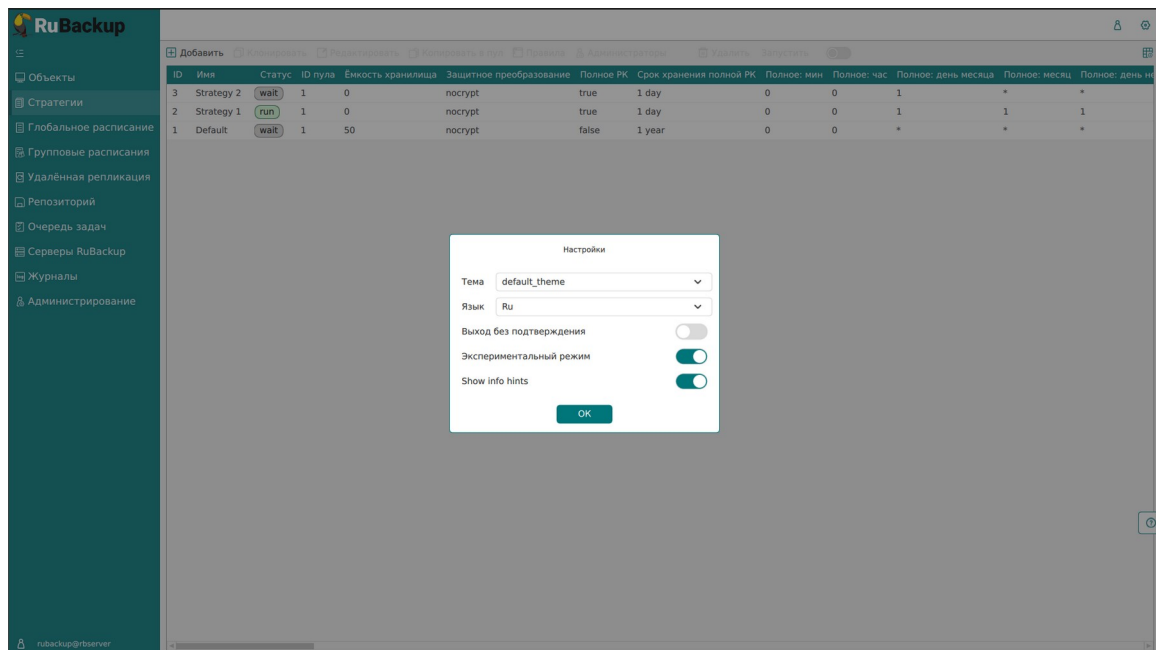 RuBackup
Добавить Клонировать Редактировать Копировать в пул Правила Администраторы Удалить Запустить
Объекты
Стратегии
Глобальное расписание
Групповые расписания
Удалённая репликация
Репозиторий
Очередь задач
Серверы RuBackup
Журналы
Администрирование
ID Имя Статус ID пула Ёмкость хранилища Защитное преобразование Полное РК Срок хранения полной РК Полное: мин Полное: час Полное: день месяца Полное: месяц Полное: день не
3 Strategy 2 wait 1 0 nocrypt true 1 day 0 0 1 * *
2 Strategy 1 run 1 0 nocrypt true 1 day 0 0 1 1 1
1 Default wait 1 50 nocrypt false 1 year 0 0 * * *
Настройки
Тема default_theme
Язык Ru
Выход без подтверждения
Экспериментальный режим
Show info hints
OK
rubackup@rbserver